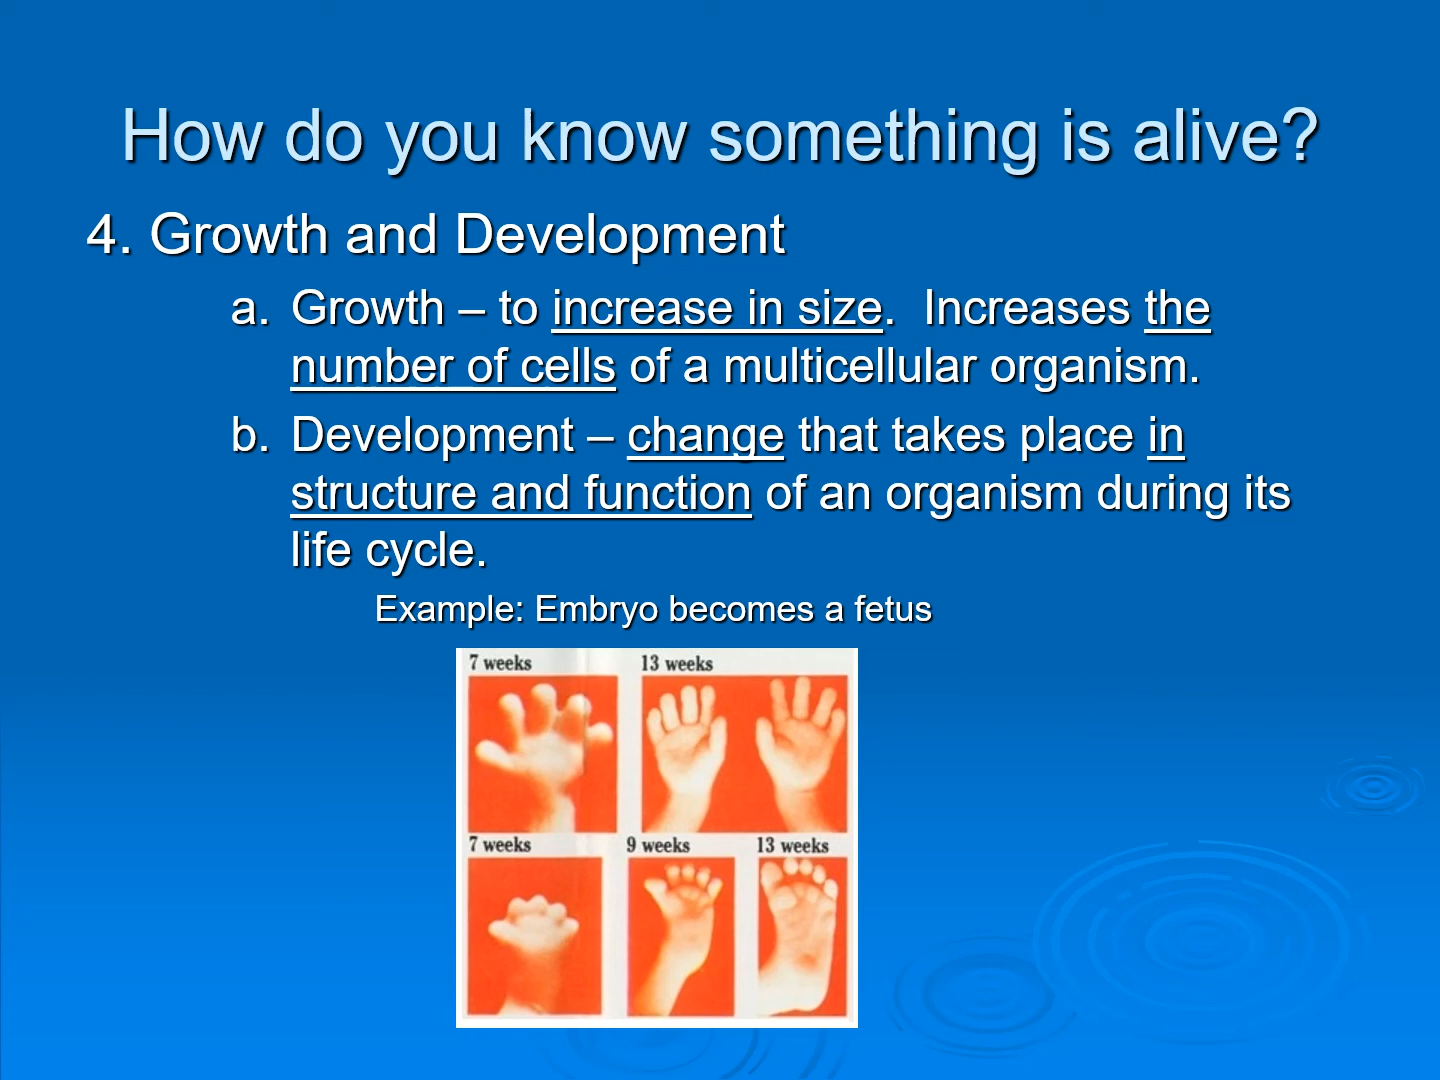 How do you know something is alive?
4. Growth and Development
a. Growth – to increase in size.  Increases the
number of cells of a multicellular organism.
b. Development – change that takes place in
structure and function of an organism during its
life cycle.
Example: Embryo becomes a fetus
7 weeks 13 weeks
7 weeks 9 weeks 13 weeks